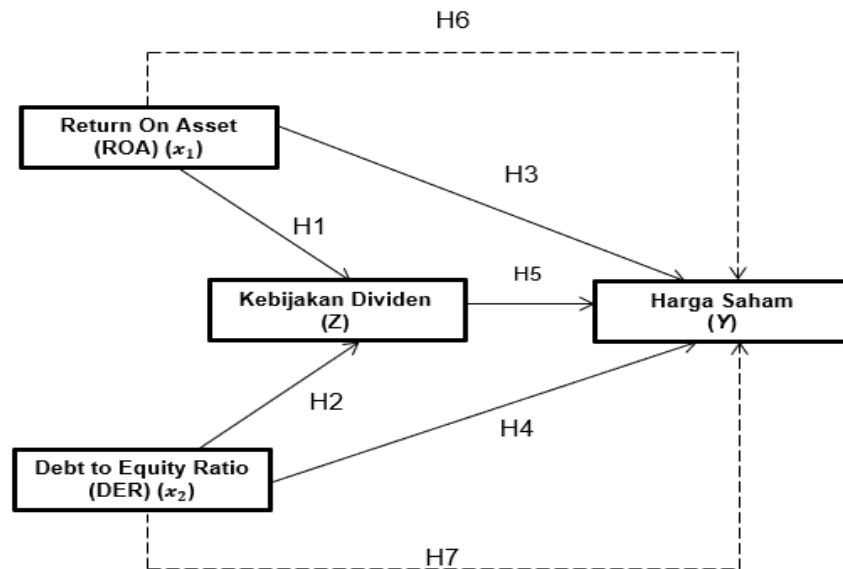 H6
Return On Asset
(ROA) (x₁)
H3
H1
Kebijakan Dividen
(Z)
H5
Harga Saham
(Y)
H2
H4
Debt to Equity Ratio
(DER) (x₂)
H7